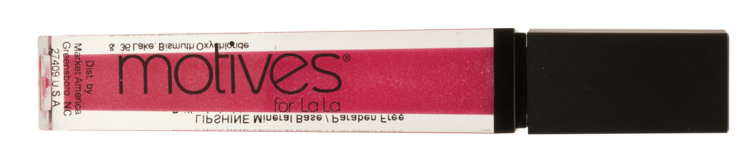 & 36 Lake, Bismuth Oxychloride
motives®
for La La
LIPSHINE Mineral Base / Paraben Free
Dist. by
Market America
Greensboro, NC
27409 U S A